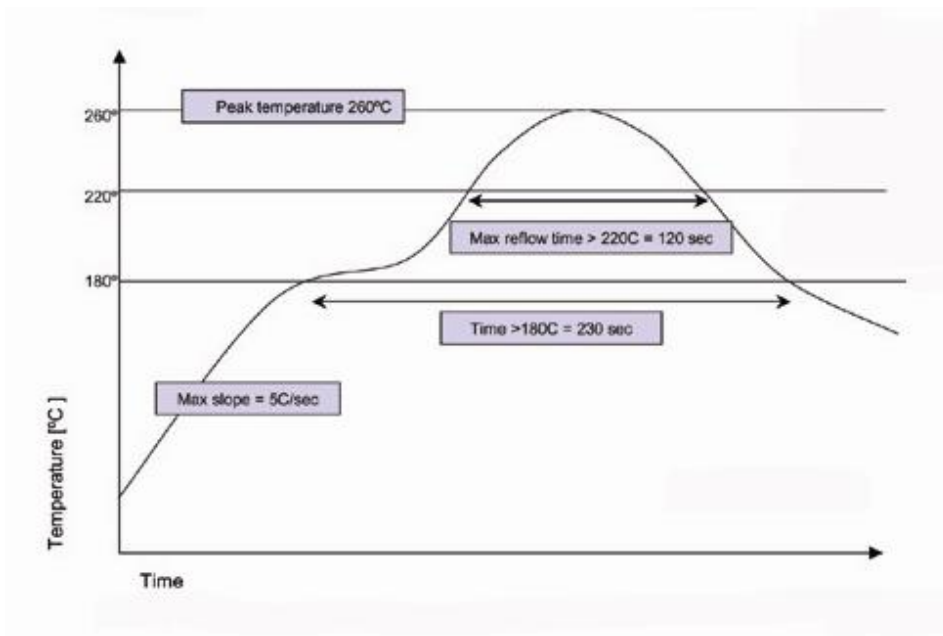 Peak temperature 260ºC
260º
220º
Max reflow time > 220C = 120 sec
180º
Time >180C = 230 sec
Max slope = 5C/sec
Temperature [ºC ]
Time